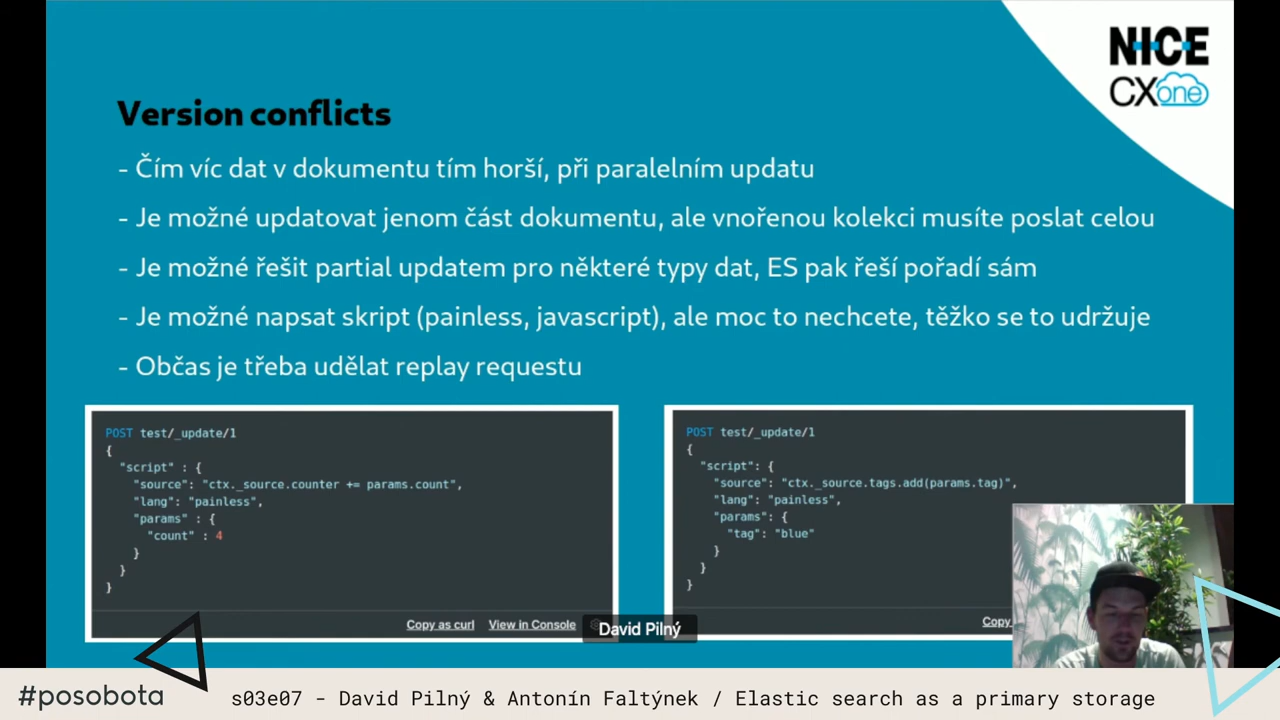 NICE
CXone
Version conflicts
- Čím víc dat v dokumentu tím horší, při paralelním updatu
- Je možné updatovat jenom část dokumentu, ale vnořenou kolekci musíte poslat celou
- Je možné řešit partial updatem pro některé typy dat, ES pak řeší pořadí sám
- Je možné napsat skript (painless, javascript), ale moc to nechcete, těžko se to udržuje
- Občas je třeba udělat replay requestu
POST test/_update/1
{
"script" : {
"source": "ctx._source.counter += params.count",
"lang": "painless",
"params" : {
"count" : 4
}
}
}
Copy as curl View in Console
POST test/_update/1
{
"script": {
"source": "ctx._source.tags.add(params.tag)",
"lang": "painless",
"params": {
"tag": "blue"
}
}
}
Copy
David Pilný
#posobota
s03e07 - David Pilný & Antonín Faltýnek / Elastic search as a primary storage